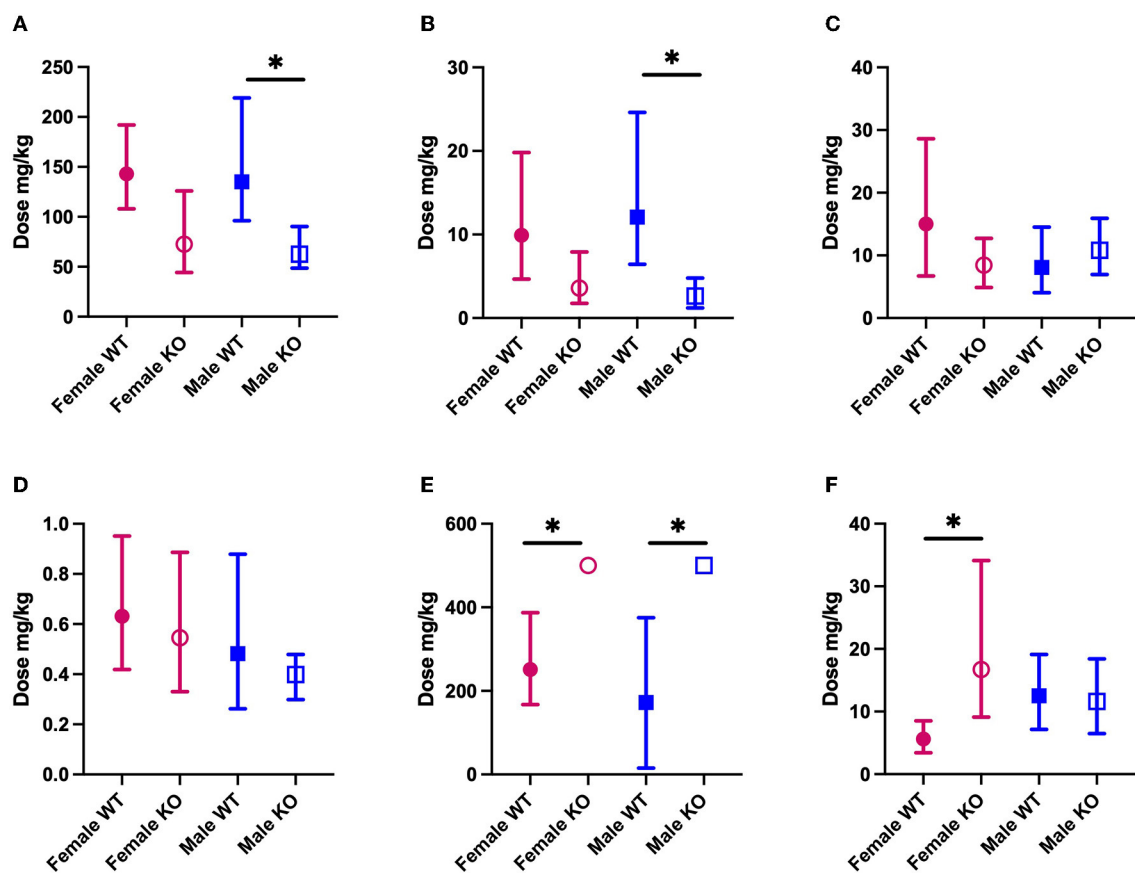 A
B
C
Dose mg/kg
250
200
150
100
50
0
*
Female WT
Female KO
Male WT
Male KO
Dose mg/kg
30
20
10
0
*
Female WT
Female KO
Male WT
Male KO
Dose mg/kg
40
30
20
10
0
Female WT
Female KO
Male WT
Male KO
D
E
F
Dose mg/kg
1.0
0.8
0.6
0.4
0.2
0.0
Female WT
Female KO
Male WT
Male KO
Dose mg/kg
600
400
200
0
*
*
Female WT
Female KO
Male WT
Male KO
Dose mg/kg
40
30
20
10
0
*
Female WT
Female KO
Male WT
Male KO